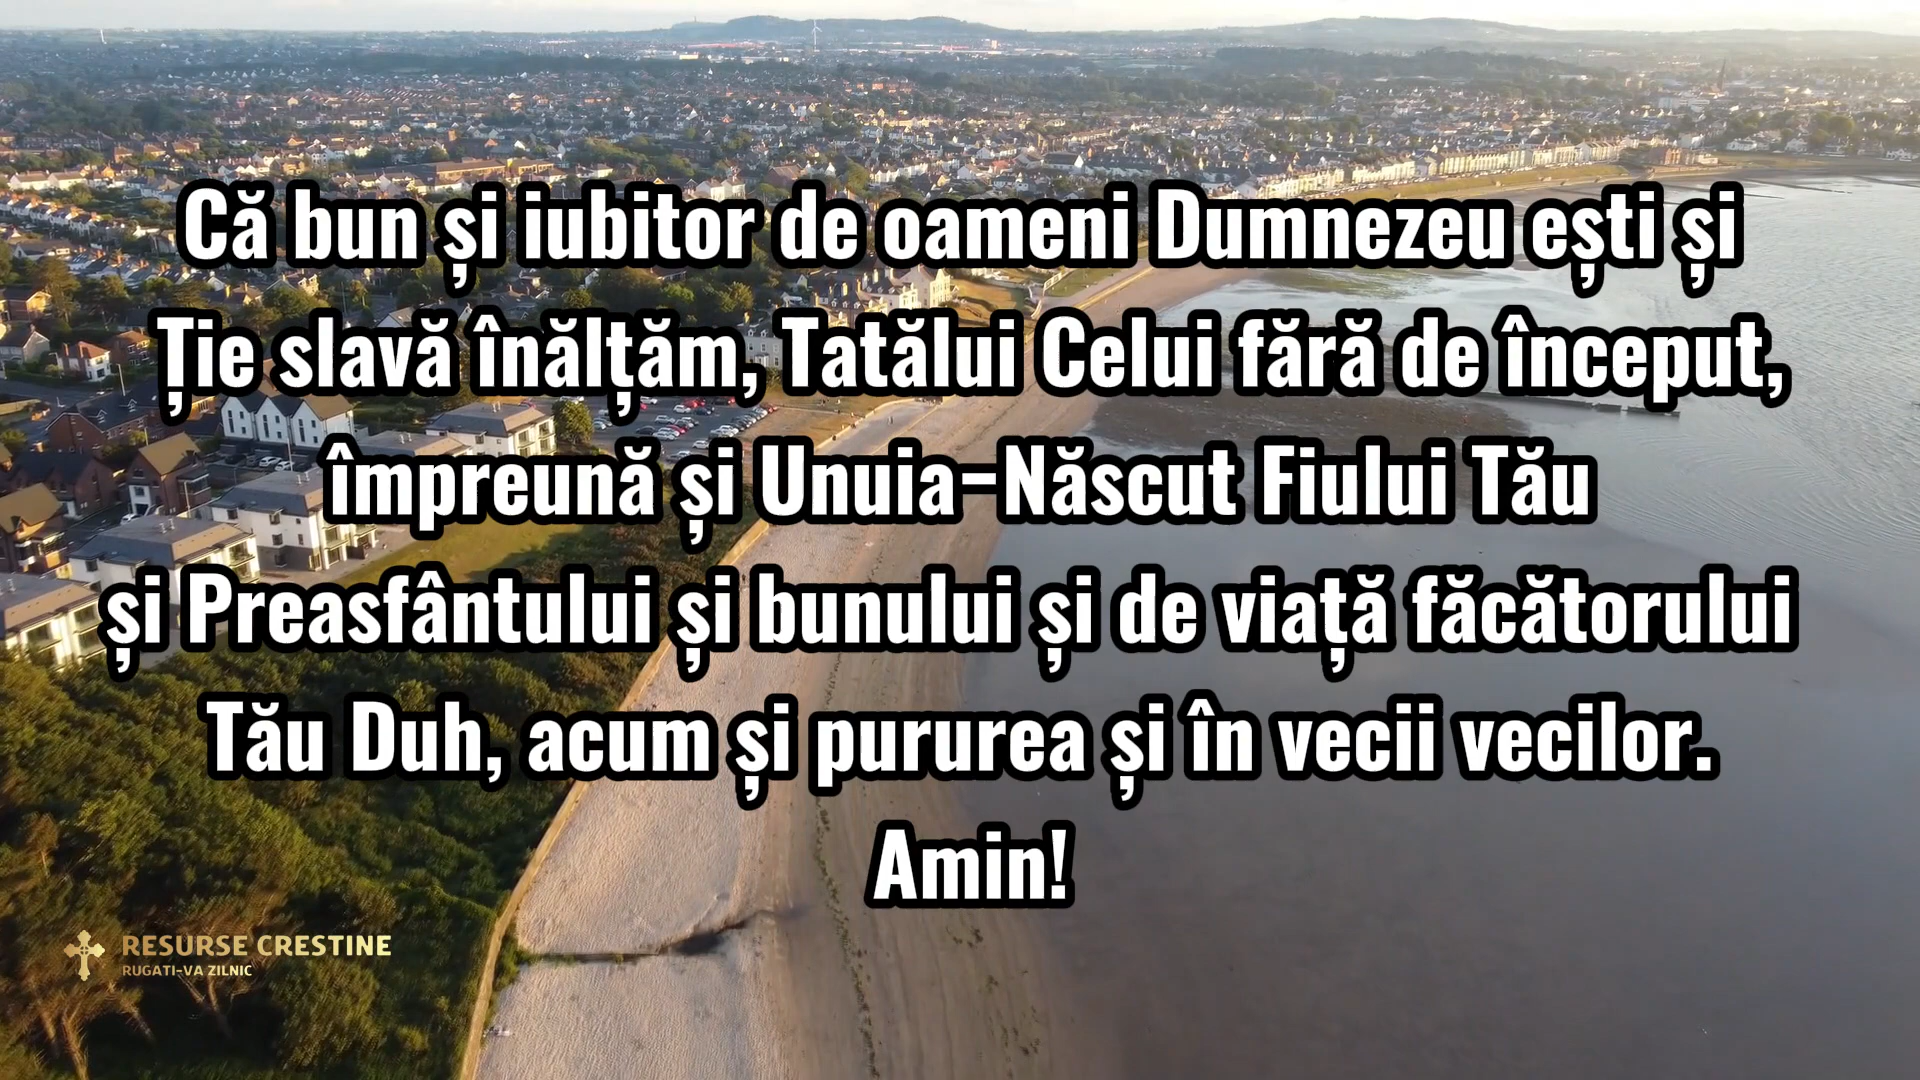 Că bun și iubitor de oameni Dumnezeu ești și
Ție slavă înălțăm, Tatălui Celui fără de început,
împreună și Unuia-Născut Fiului Tău
și Preasfântului și bunului și de viață făcătorului
Tău Duh, acum și pururea și în vecii vecilor.
Amin!
RESURSE CRESTINE
RUGATI-VA ZILNIC